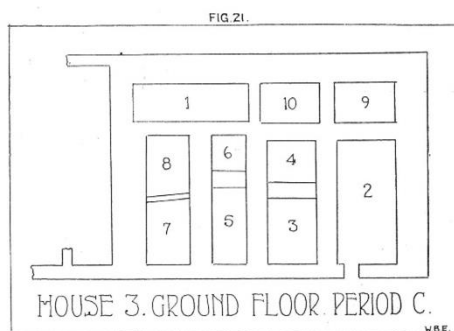 FIG.21.
1 10 9
8 6 4
2
7 5 3
HOUSE 3. GROUND FLOOR. PERIOD C.
W.B.E.